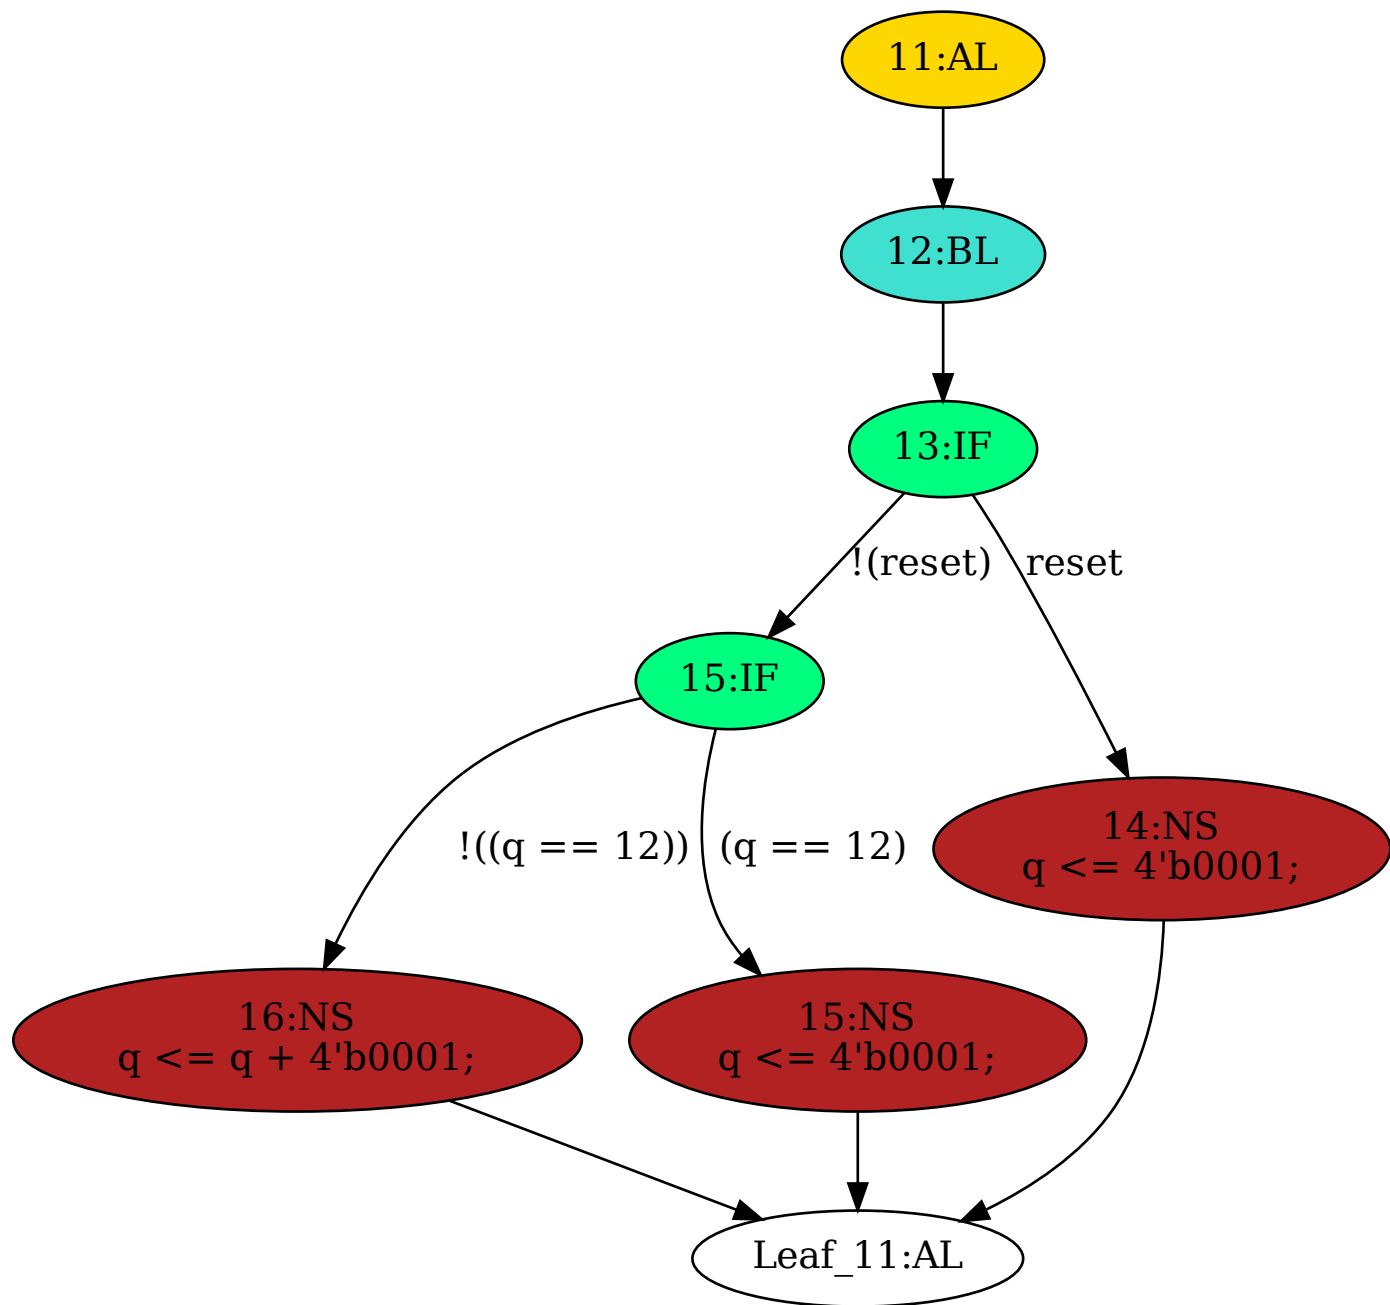 11:AL
12:BL
13:IF
!(reset)
reset
15:IF
!((q == 12))
(q == 12)
14:NS
q <= 4'b0001;
16:NS
q <= q + 4'b0001;
15:NS
q <= 4'b0001;
Leaf_11:AL